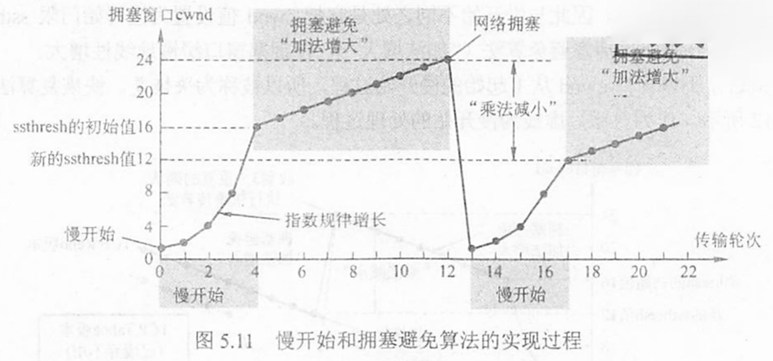 拥塞窗口cwnd
拥塞避免
“加法增大”
网络拥塞
拥塞避免
“加法增大”
24
20
ssthresh的初始值16
“乘法减小”
新的ssthresh值12
8
4
慢开始
指数规律增长
传输轮次
0
0 2 4 6 8 10 12 14 16 18 20 22
慢开始
慢开始
图 5.11 慢开始和拥塞避免算法的实现过程